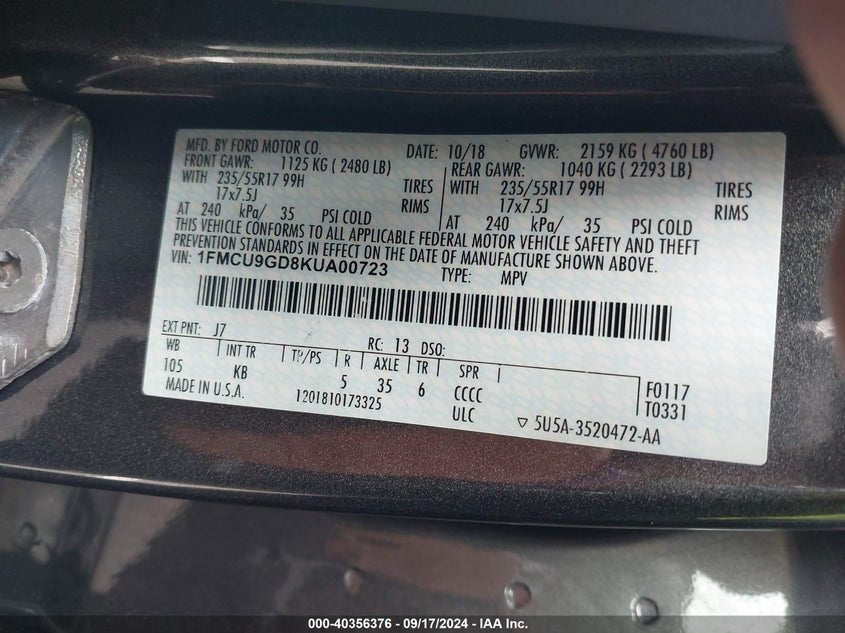 MFD. BY FORD MOTOR CO. DATE: 10/18 GVWR: 2159 KG ( 4760 LB)
FRONT GAWR: 1125 KG ( 2480 LB) REAR GAWR: 1040 KG ( 2293 LB)
WITH 235/55R17 99H TIRES WITH 235/55R17 99H TIRES
17x7.5J RIMS 17x7.5J RIMS
AT 240 kPa/ 35 PSI COLD AT 240 kPa/ 35 PSI COLD
THIS VEHICLE CONFORMS TO ALL APPLICABLE FEDERAL MOTOR VEHICLE SAFETY AND THEFT
PREVENTION STANDARDS IN EFFECT ON THE DATE OF MANUFACTURE SHOWN ABOVE.
VIN: 1FMCU9GD8KUA00723 TYPE: MPV
EXT PNT: J7 RC: 13 DSO:
WB INT TR TP/PS R AXLE TR SPR F0117
105 KB 5 35 6 CCCC T0331
MADE IN U.S.A. 1201810173325 ULC ▽ 5U5A-3520472-AA
000-40356376 - 09/17/2024 - IAA Inc.